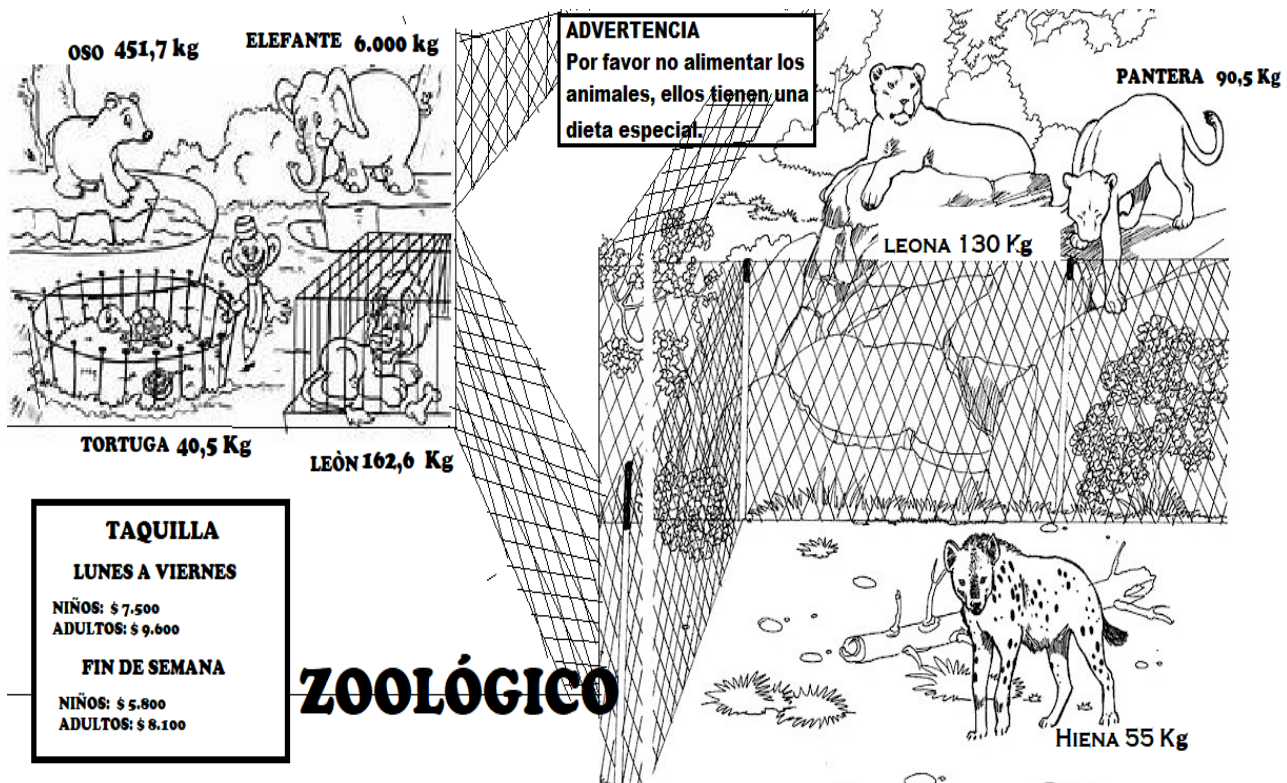 OSO 451,7 kg
ELEFANTE 6.000 kg
ADVERTENCIA
Por favor no alimentar los
animales, ellos tienen una
dieta especial.
PANTERA 90,5 Kg
LEONA 130 Kg
TORTUGA 40,5 Kg
LEÒN 162,6 Kg
TAQUILLA
LUNES A VIERNES
NIÑOS: $ 7.500
ADULTOS: $ 9.600
FIN DE SEMANA
NIÑOS: $ 5.800
ADULTOS: $ 8.100
ZOOLÓGICO
HIENA 55 Kg